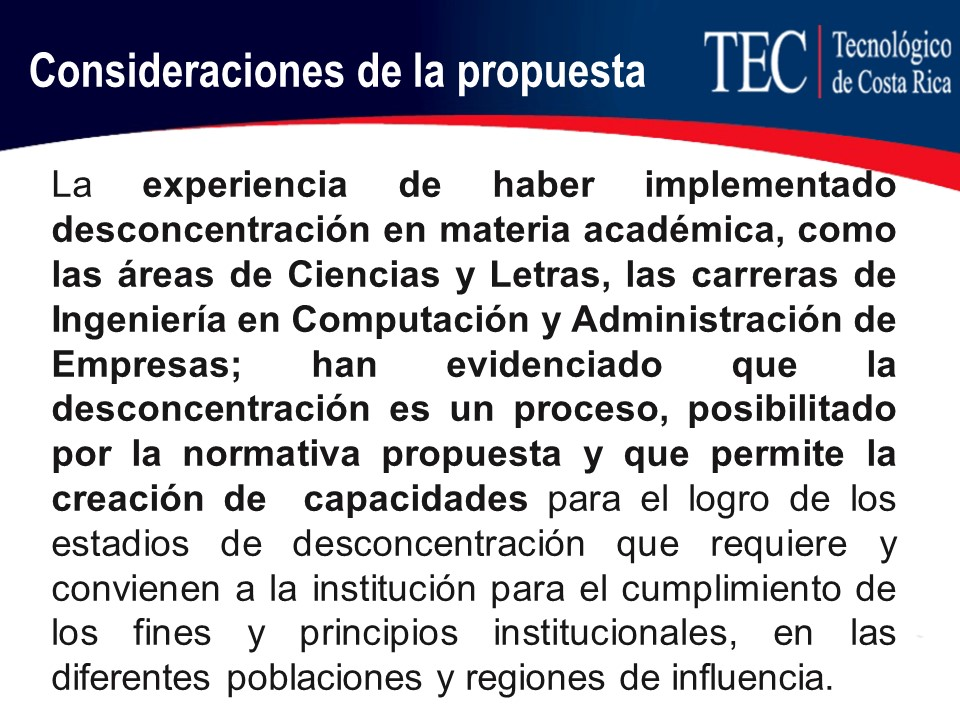 Consideraciones de la propuesta
TEC | Tecnológico
de Costa Rica
La experiencia de haber implementado
desconcentración en materia académica, como
las áreas de Ciencias y Letras, las carreras de
Ingeniería en Computación y Administración de
Empresas; han evidenciado que la
desconcentración es un proceso, posibilitado
por la normativa propuesta y que permite la
creación de capacidades para el logro de los
estadios de desconcentración que requiere y
convienen a la institución para el cumplimiento de
los fines y principios institucionales, en las
diferentes poblaciones y regiones de influencia.